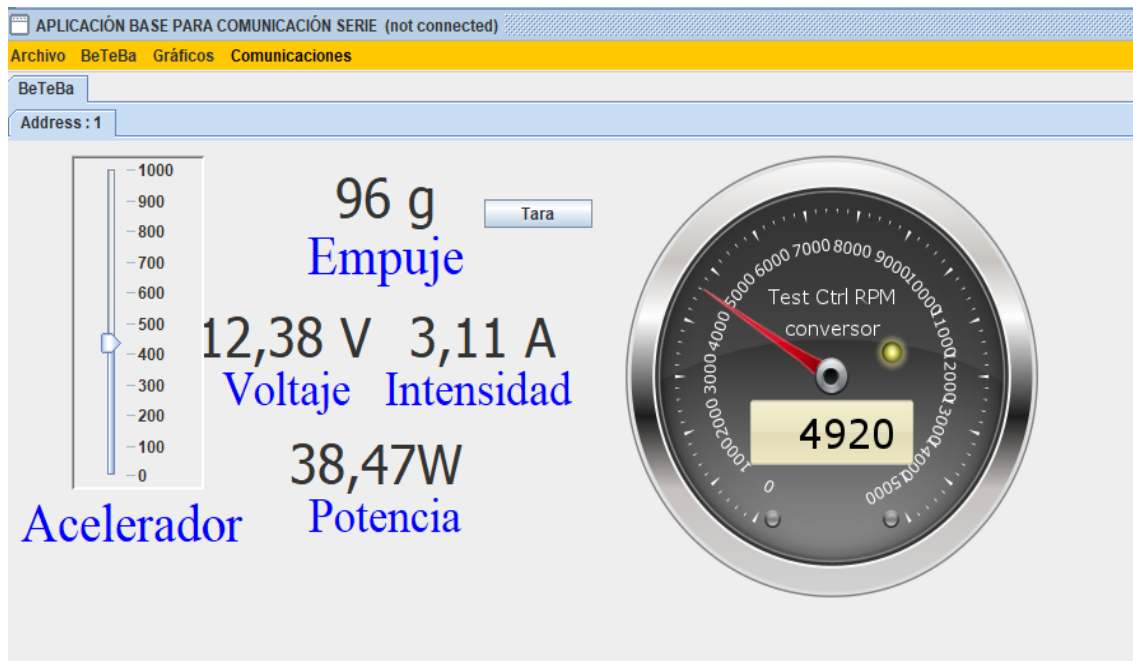 APLICACIÓN BASE PARA COMUNICACIÓN SERIE (not connected)
Archivo BeTeBa Gráficos Comunicaciones
BeTeBa
Address : 1
1000
900
800
700
600
500
400
300
200
100
0
Acelerador
96 g
Tara
Empuje
12,38 V 3,11 A
Voltaje Intensidad
38,47W
Potencia
0
1000
2000
3000
4000
5000
6000
7000
8000
9000
10000
11000
12000
13000
14000
15000
Test Ctrl RPM
conversor
4920